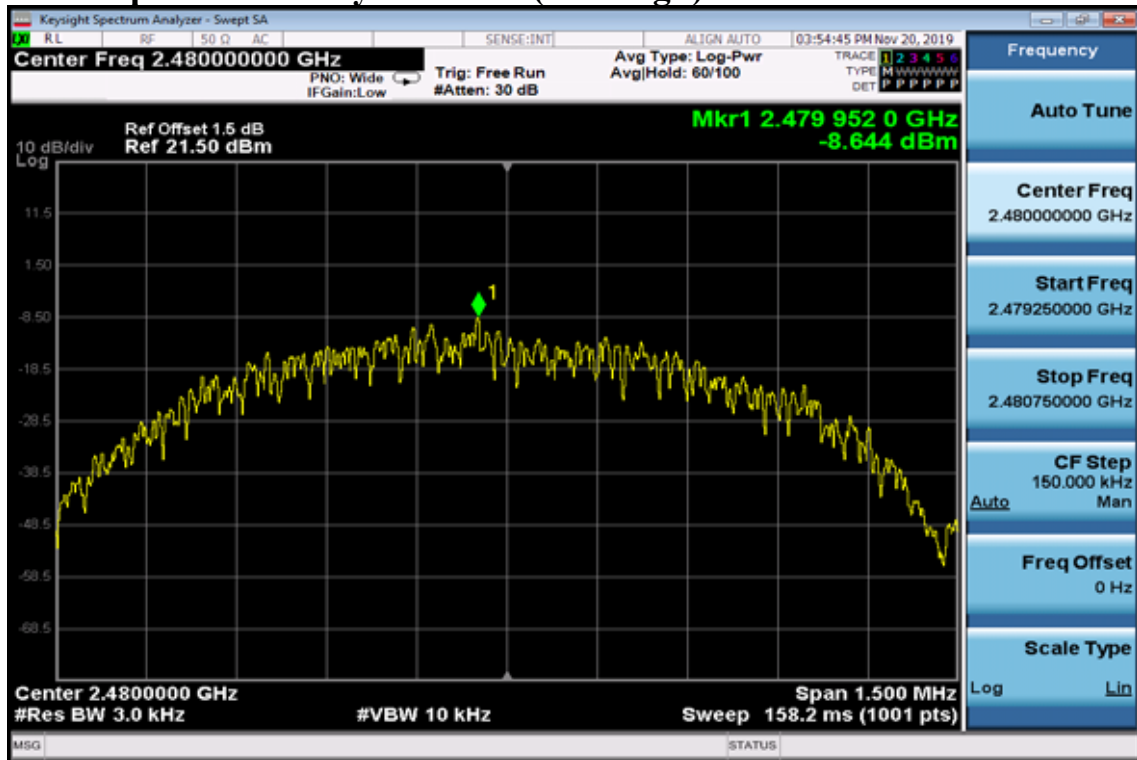 Keysight Spectrum Analyzer - Swept SA
RL RF 50 Ω AC SENSE:INT ALIGN AUTO 03:54:45 PM Nov 20, 2019
Center Freq 2.480000000 GHz
PNO: Wide
IFGain:Low
Trig: Free Run
#Atten: 30 dB
Avg Type: Log-Pwr
Avg|Hold: 60/100
TRACE 1 2 3 4 5 6
TYPE M WWWWW
DET P P P P P P
Mkr1 2.479 952 0 GHz
-8.644 dBm
Ref Offset 1.5 dB
10 dB/div Ref 21.50 dBm
Log
11.5
1.50
-8.50
-18.5
-28.5
-38.5
-48.5
-58.5
-68.5
1
Center 2.4800000 GHz
Span 1.500 MHz
#Res BW 3.0 kHz
#VBW 10 kHz
Sweep 158.2 ms (1001 pts)
MSG STATUS
Frequency
Auto Tune
Center Freq
2.480000000 GHz
Start Freq
2.479250000 GHz
Stop Freq
2.480750000 GHz
CF Step
150.000 kHz
Auto Man
Freq Offset
0 Hz
Scale Type
Log Lin